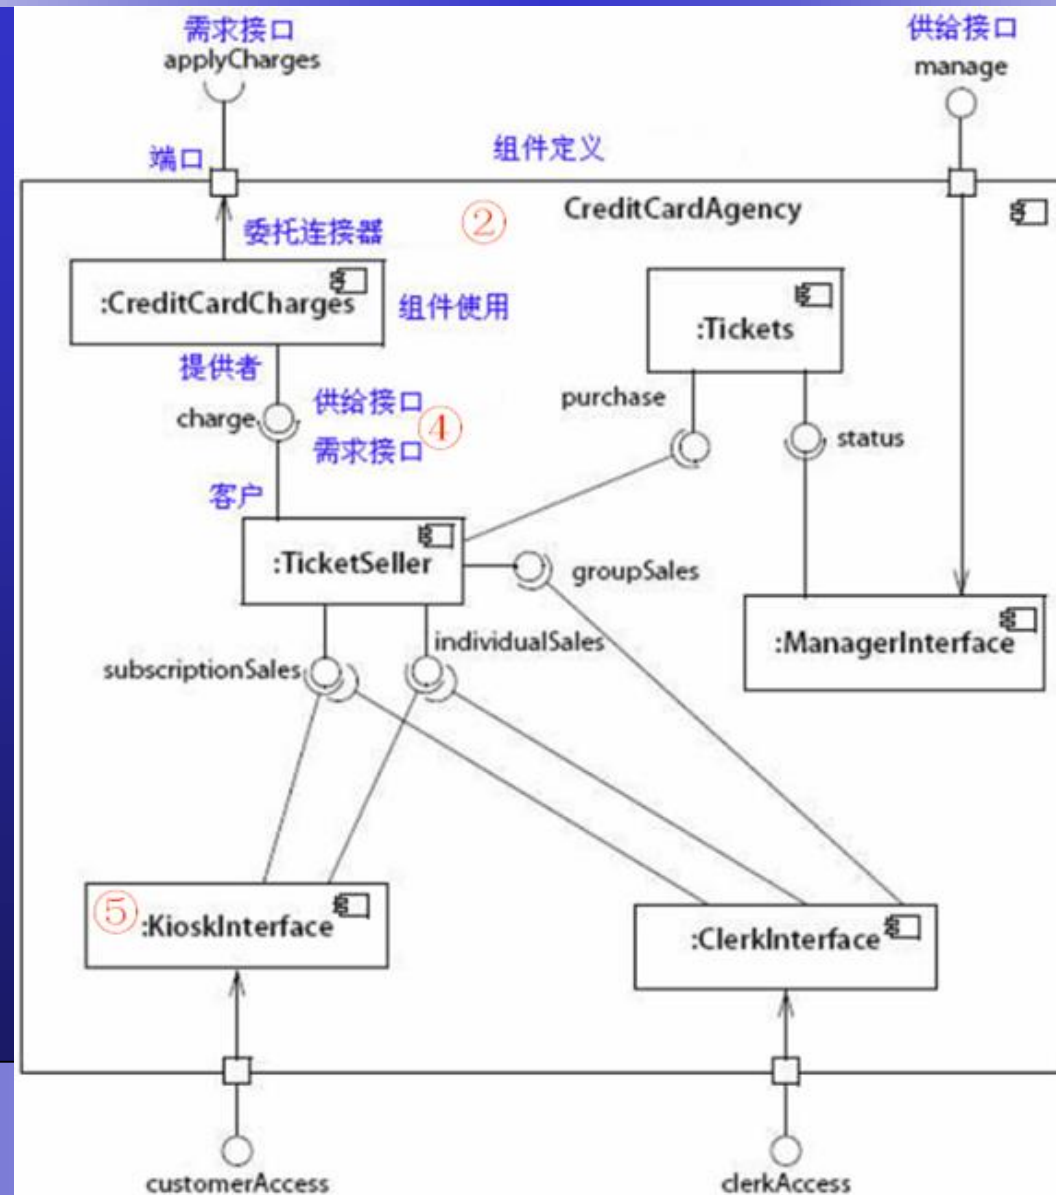 需求接口
applyCharges
供给接口
manage
端口
组件定义
CreditCardAgency
委托连接器
②
:CreditCardCharges
组件使用
:Tickets
提供者
purchase
供给接口
charge
④
status
需求接口
客户
:TicketSeller
groupSales
individualSales
:ManagerInterface
subscriptionSales
⑤
:KioskInterface
:ClerkInterface
customerAccess
clerkAccess